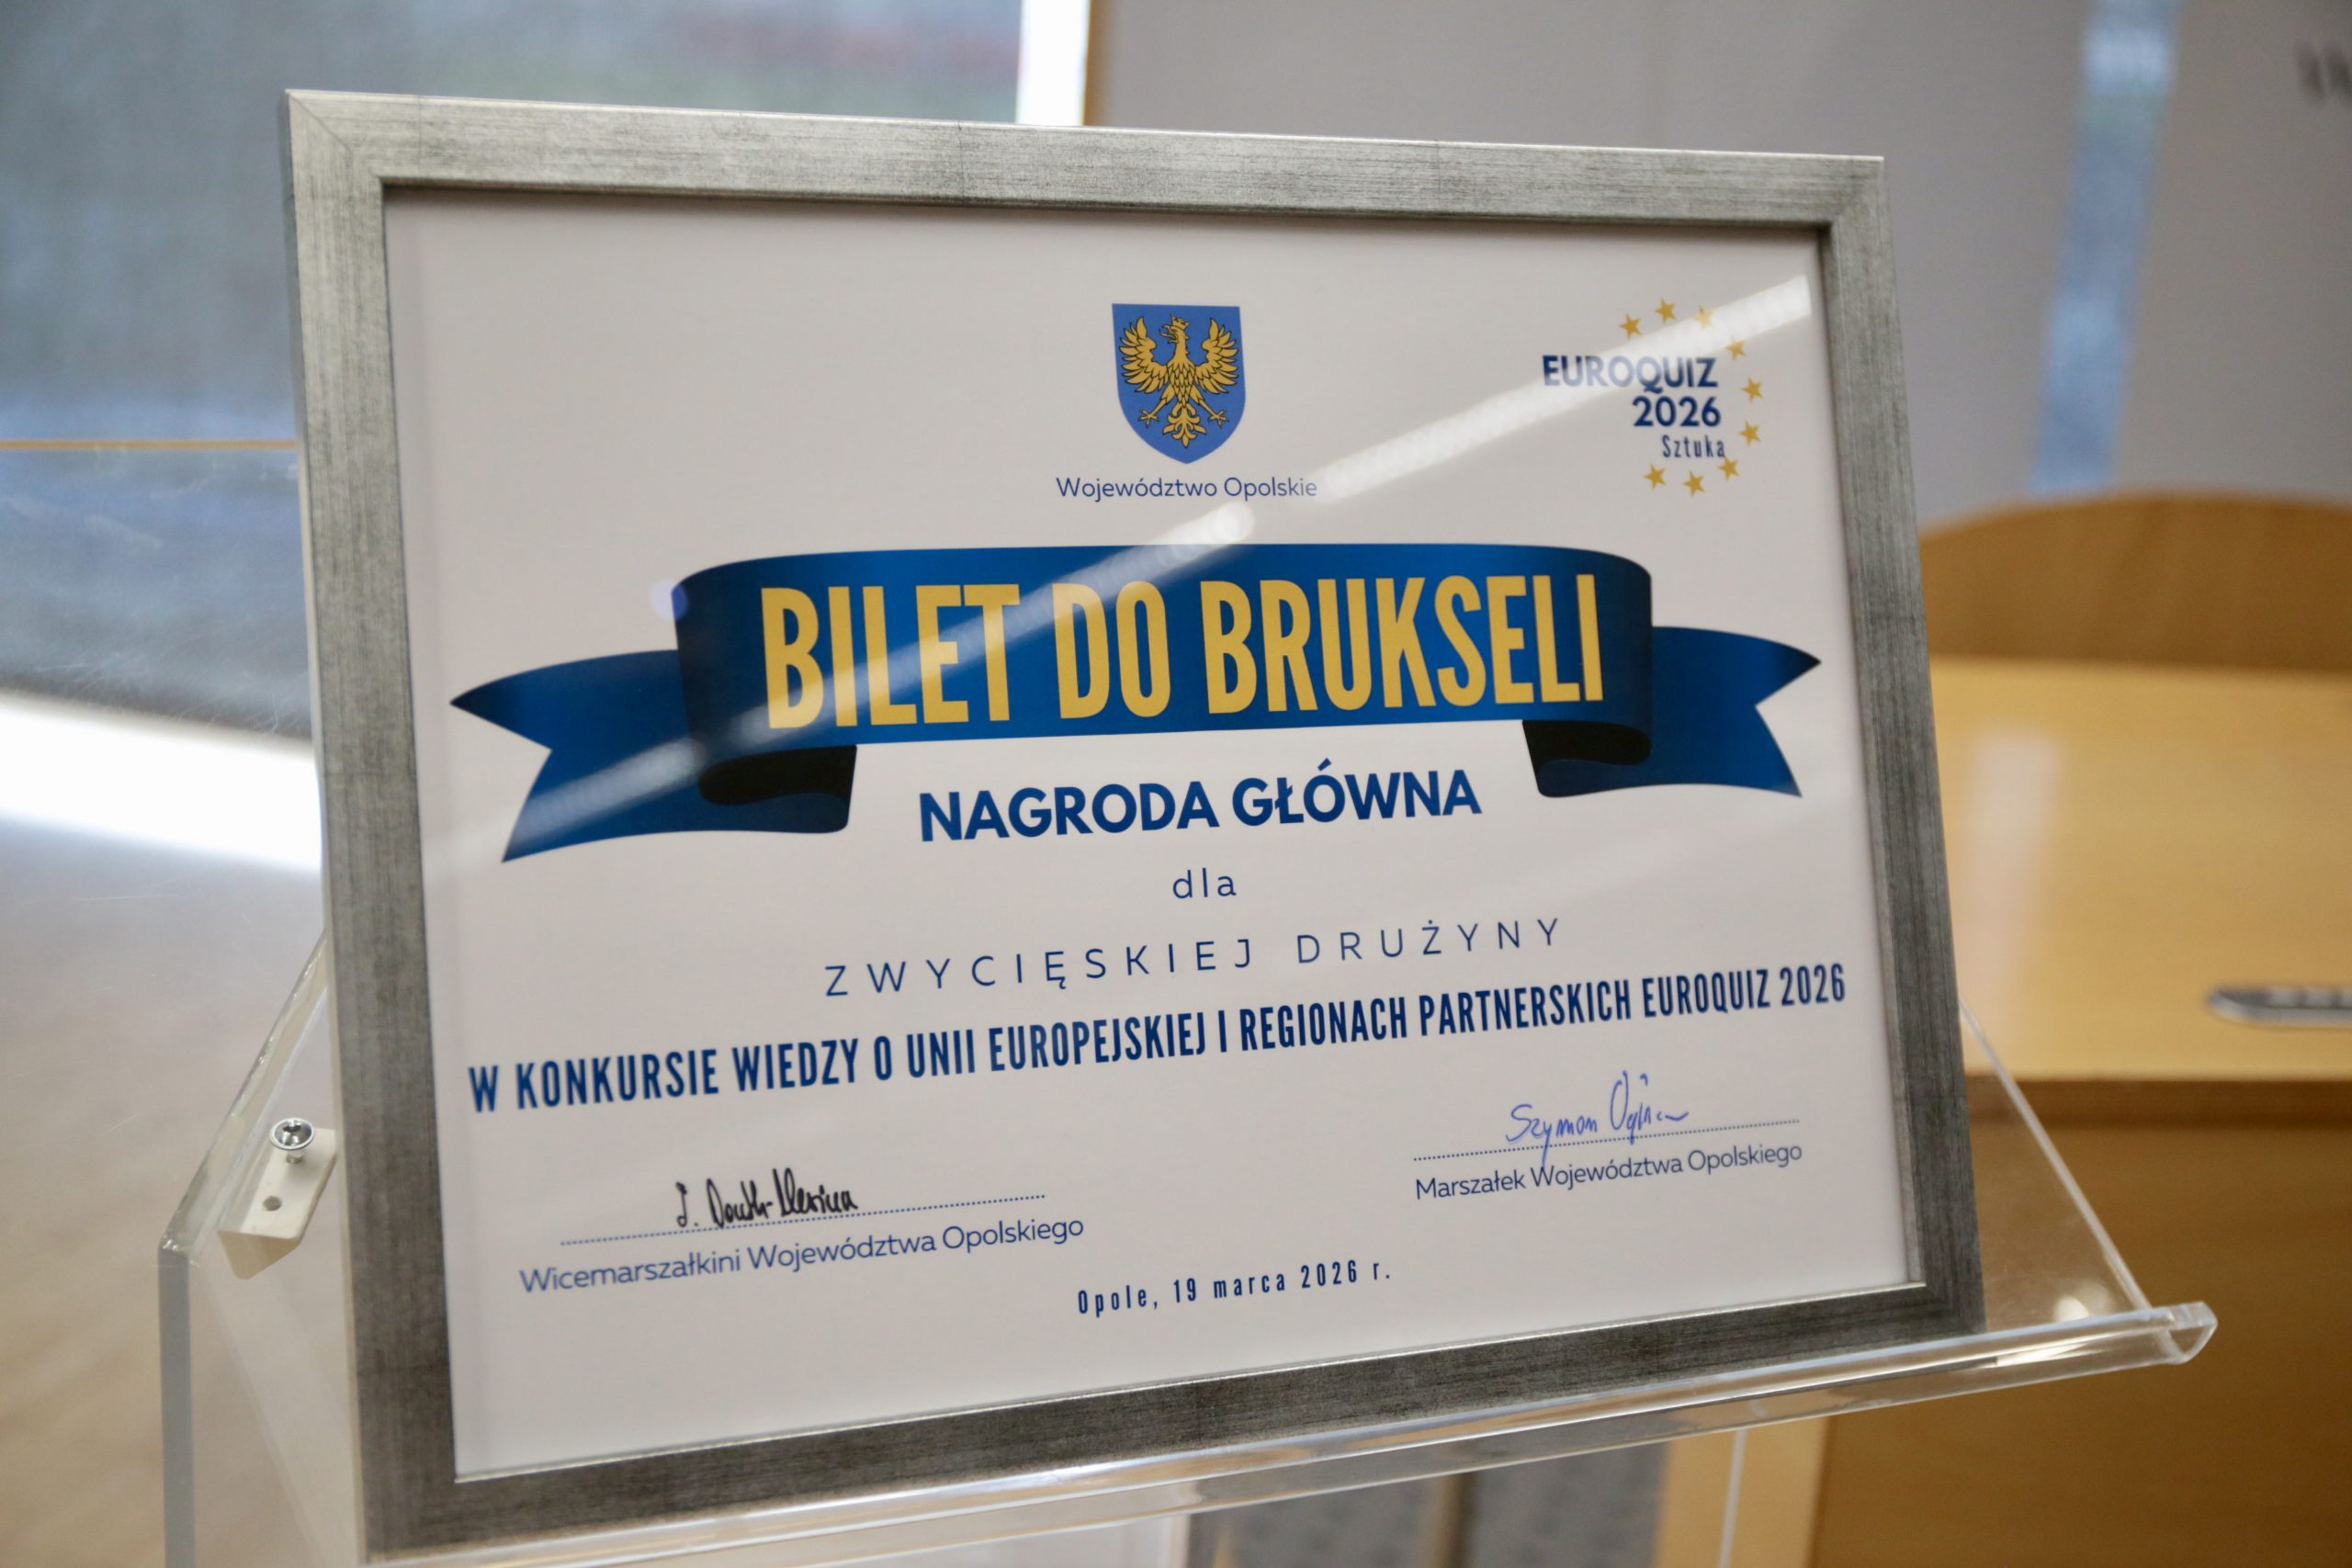 EUROQUIZ
2026
Sztuka
Województwo Opolskie
BILET DO BRUKSELI
NAGRODA GŁÓWNA
dla
ZWYCIĘSKIEJ DRUŻYNY
W KONKURSIE WIEDZY O UNII EUROPEJSKIEJ I REGIONACH PARTNERSKICH EUROQUIZ 2026
Szymon
Marszałek Województwa Opolskiego
Wicemarszałkini Województwa Opolskiego
Opole, 19 marca 2026 r.